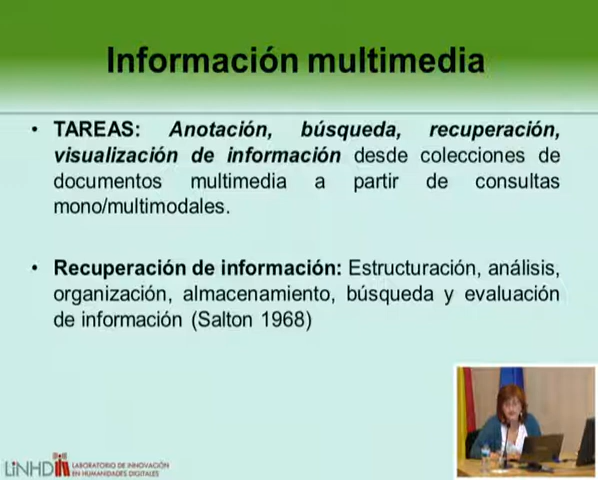 Información multimedia
• TAREAS: Anotación, búsqueda, recuperación,
visualización de información desde colecciones de
documentos multimedia a partir de consultas
mono/multimodales.
• Recuperación de información: Estructuración, análisis,
organización, almacenamiento, búsqueda y evaluación
de información (Salton 1968)
LiNHD LABORATORIO DE INNOVACIÓN
EN HUMANIDADES DIGITALES